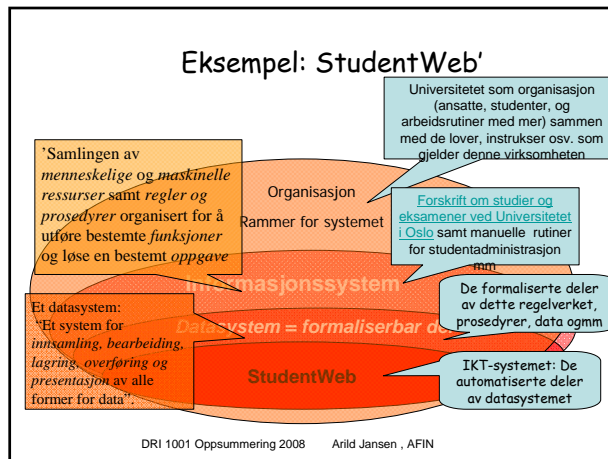 Eksempel: StudentWeb'
Universitetet som organisasjon
(ansatte, studenter, og
arbeidsrutiner med mer) sammen
med de lover, instrukser osv. som
gjelder denne virksomheten
'Samlingen av
menneskelige og maskinelle
ressurser samt regler og
prosedyrer organisert for å
utføre bestemte funksjoner
og løse en bestemt oppgave
Organisasjon
Rammer for systemet
Forskrift om studier og
eksamener ved Universitetet
i Oslo samt manuelle rutiner
for studentadministrasjon
mm
Informasjonssystem
De formaliserte deler
av dette regelverket,
prosedyrer, data ogmm
Et datasystem:
“Et system for
innsamling, bearbeiding,
lagring, overføring og
presentasjon av alle
former for data”.
Datasystem = formaliserbar de
StudentWeb
IKT-systemet: De
automatiserte deler
av datasystemet
DRI 1001 Oppsummering 2008 Arild Jansen , AFIN